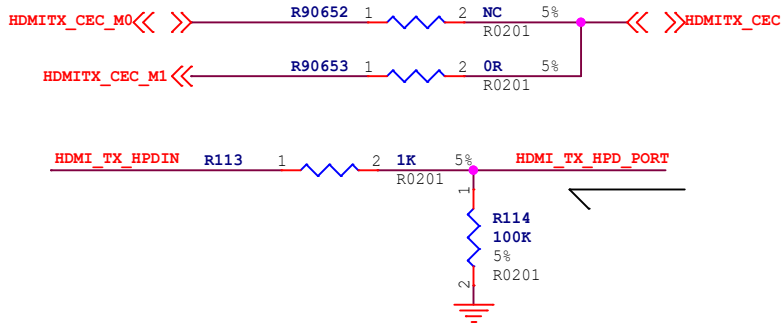 HDMITX_CEC_M0 R90652 1 2 NC 5% HDMITX_CEC
R0201
HDMITX_CEC_M1 R90653 1 2 0R 5%
R0201
HDMI_TX_HPDIN R113 1 2 1K 5% HDMI_TX_HPD_PORT
R0201
1
R114
100K
5%
R0201
2